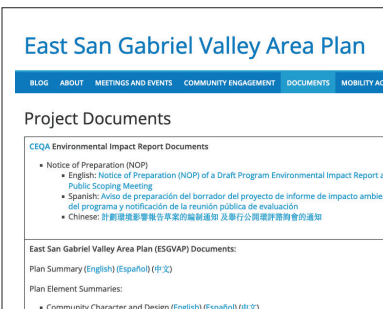 East San Gabriel Valley Area Plan
BLOG ABOUT MEETINGS AND EVENTS COMMUNITY ENGAGEMENT DOCUMENTS MOBILITY AC
Project Documents
CEQA Environmental Impact Report Documents
Notice of Preparation (NOP)
English: Notice of Preparation (NOP) of a Draft Program Environmental Impact Report a
Public Scoping Meeting
Spanish: Aviso de preparación del borrador del proyecto de informe de impacto ambie
del programa y notificación de la reunión pública de evaluación
Chinese: 計劃環境影響報告草案的編制通知 及舉行公開環評諮詢會的通知
East San Gabriel Valley Area Plan (ESGVAP) Documents:
Plan Summary (English) (Español) (中文)
Plan Element Summaries:
Community Character and Design (English) (Español) (中文)